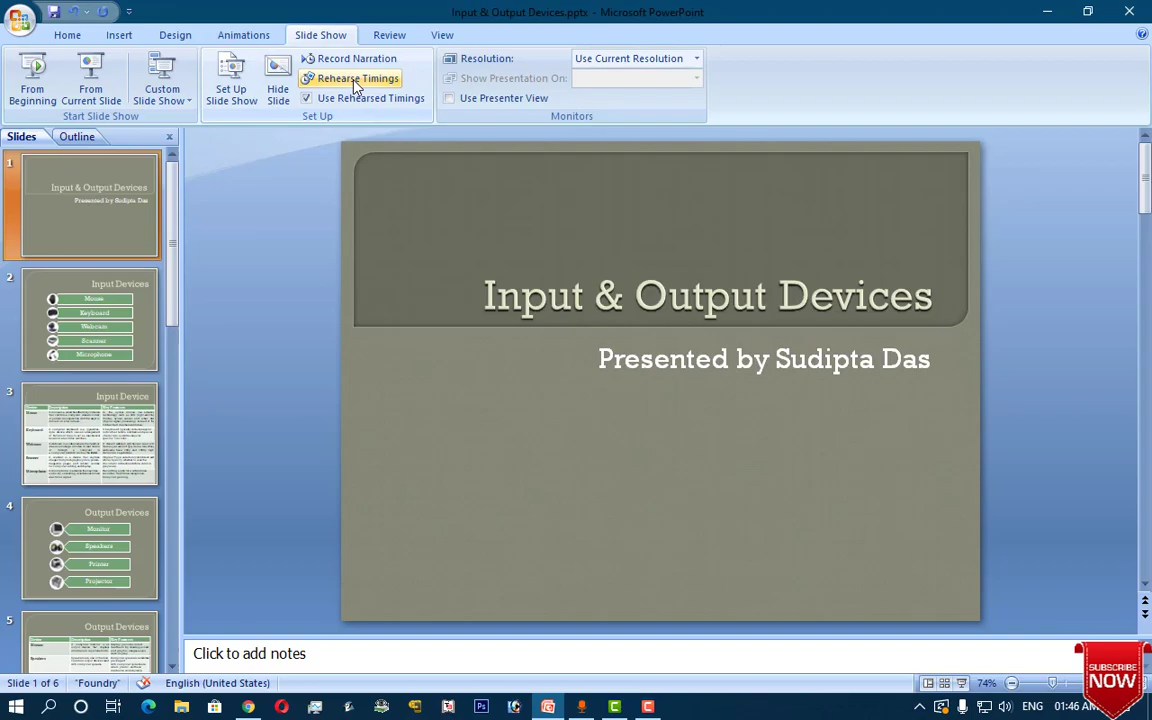 Input & Output Devices.pptx - Microsoft PowerPoint
Home
Insert
Design
Animations
Slide Show
Review
View
From Beginning
From Current Slide
Custom Slide Show
Start Slide Show
Set Up Slide Show
Hide Slide
Record Narration
Rehearse Timings
Use Rehearsed Timings
Set Up
Resolution:
Use Current Resolution
Show Presentation On:
Use Presenter View
Monitors
Slides
Outline
1
Input & Output Devices
Presented by Sudipta Das
2
Input Devices
Mouse
Keyboard
Webcam
Scanner
Microphone
3
Input Device
4
Output Devices
Monitor
Speakers
Printer
Projector
5
Output Devices
Input & Output Devices
Presented by Sudipta Das
Click to add notes
Slide 1 of 6
"Foundry"
English (United States)
74%
SUBSCRIBE
NOW
ENG
01:46 AM